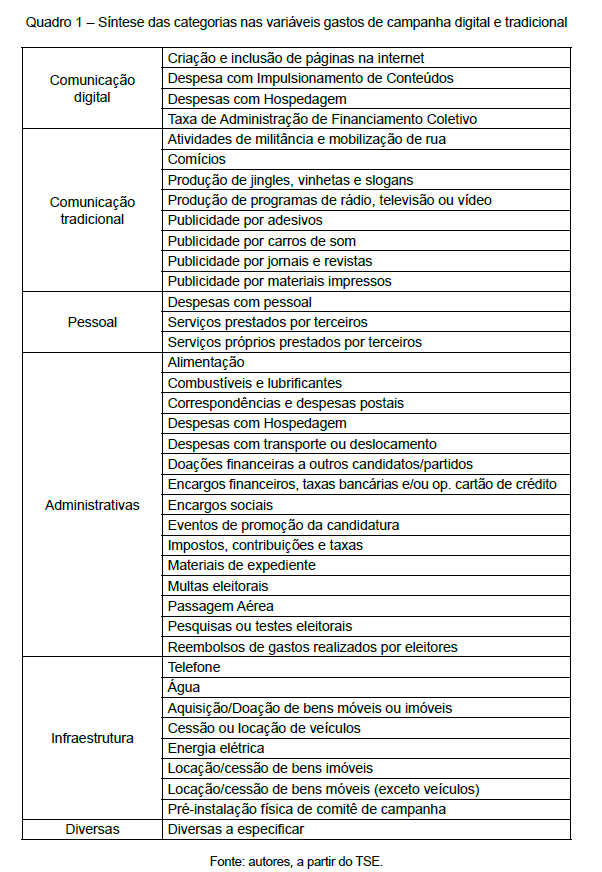 Quadro 1 – Síntese das categorias nas variáveis gastos de campanha digital e tradicional
Comunicação
digital
Criação e inclusão de páginas na internet
Despesa com Impulsionamento de Conteúdos
Despesas com Hospedagem
Taxa de Administração de Financiamento Coletivo
Comunicação
tradicional
Atividades de militância e mobilização de rua
Comícios
Produção de jingles, vinhetas e slogans
Produção de programas de rádio, televisão ou vídeo
Publicidade por adesivos
Publicidade por carros de som
Publicidade por jornais e revistas
Publicidade por materiais impressos
Pessoal
Despesas com pessoal
Serviços prestados por terceiros
Serviços próprios prestados por terceiros
Administrativas
Alimentação
Combustíveis e lubrificantes
Correspondências e despesas postais
Despesas com Hospedagem
Despesas com transporte ou deslocamento
Doações financeiras a outros candidatos/partidos
Encargos financeiros, taxas bancárias e/ou op. cartão de crédito
Encargos sociais
Eventos de promoção da candidatura
Impostos, contribuições e taxas
Materiais de expediente
Multas eleitorais
Passagem Aérea
Pesquisas ou testes eleitorais
Reembolsos de gastos realizados por eleitores
Infraestrutura
Telefone
Água
Aquisição/Doação de bens móveis ou imóveis
Cessão ou locação de veículos
Energia elétrica
Locação/cessão de bens imóveis
Locação/cessão de bens móveis (exceto veículos)
Pré-instalação física de comitê de campanha
Diversas
Diversas a especificar
Fonte: autores, a partir do TSE.